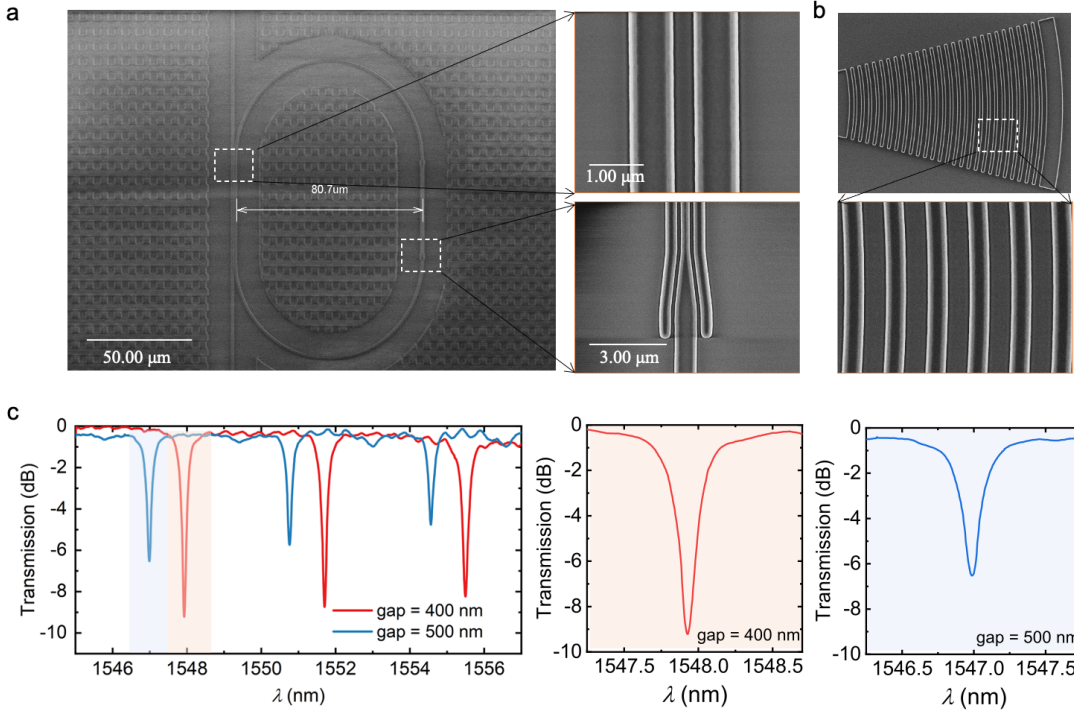 a
80.7um
50.00 μm
1.00 μm
3.00 μm
b
c
Transmission (dB)
0
-2
-4
-6
-8
-10
gap = 400 nm
gap = 500 nm
1546 1548 1550 1552 1554 1556
λ (nm)
Transmission (dB)
0
-2
-4
-6
-8
-10
gap = 400 nm
1547.5 1548.0 1548.5
λ (nm)
Transmission (dB)
0
-2
-4
-6
-8
-10
gap = 500 nm
1546.5 1547.0 1547.5
λ (nm)